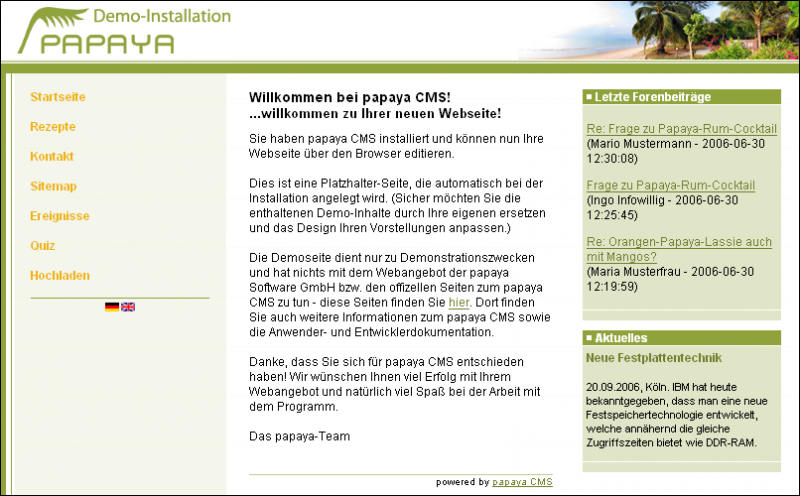 Demo-Installation
PAPAYA
Startseite
Rezepte
Kontakt
Sitemap
Ereignisse
Quiz
Hochladen
Willkommen bei papaya CMS!
...willkommen zu Ihrer neuen Webseite!
Sie haben papaya CMS installiert und können nun Ihre
Webseite über den Browser editieren.
Dies ist eine Platzhalter-Seite, die automatisch bei der
Installation angelegt wird. (Sicher möchten Sie die
enthaltenen Demo-Inhalte durch Ihre eigenen ersetzen
und das Design Ihren Vorstellungen anpassen.)
Die Demoseite dient nur zu Demonstrationszwecken
und hat nichts mit dem Webangebot der papaya
Software GmbH bzw. den offizellen Seiten zum papaya
CMS zu tun - diese Seiten finden Sie hier. Dort finden
Sie auch weitere Informationen zum papaya CMS sowie
die Anwender- und Entwicklerdokumentation.
Danke, dass Sie sich für papaya CMS entschieden
haben! Wir wünschen Ihnen viel Erfolg mit Ihrem
Webangebot und natürlich viel Spaß bei der Arbeit mit
dem Programm.
Das papaya-Team
powered by papaya CMS
Letzte Forenbeiträge
Re: Frage zu Papaya-Rum-Cocktail
(Mario Mustermann - 2006-06-30
12:30:08)
Frage zu Papaya-Rum-Cocktail
(Ingo Infowillig - 2006-06-30
12:25:45)
Re: Orangen-Papaya-Lassie auch
mit Mangos?
(Maria Musterfrau - 2006-06-30
12:19:59)
Aktuelles
Neue Festplattentechnik
20.09.2006, Köln. IBM hat heute
bekanntgegeben, dass man eine neue
Festspeichertechnologie entwickelt,
welche annähernd die gleiche
Zugriffszeiten bietet wie DDR-RAM.